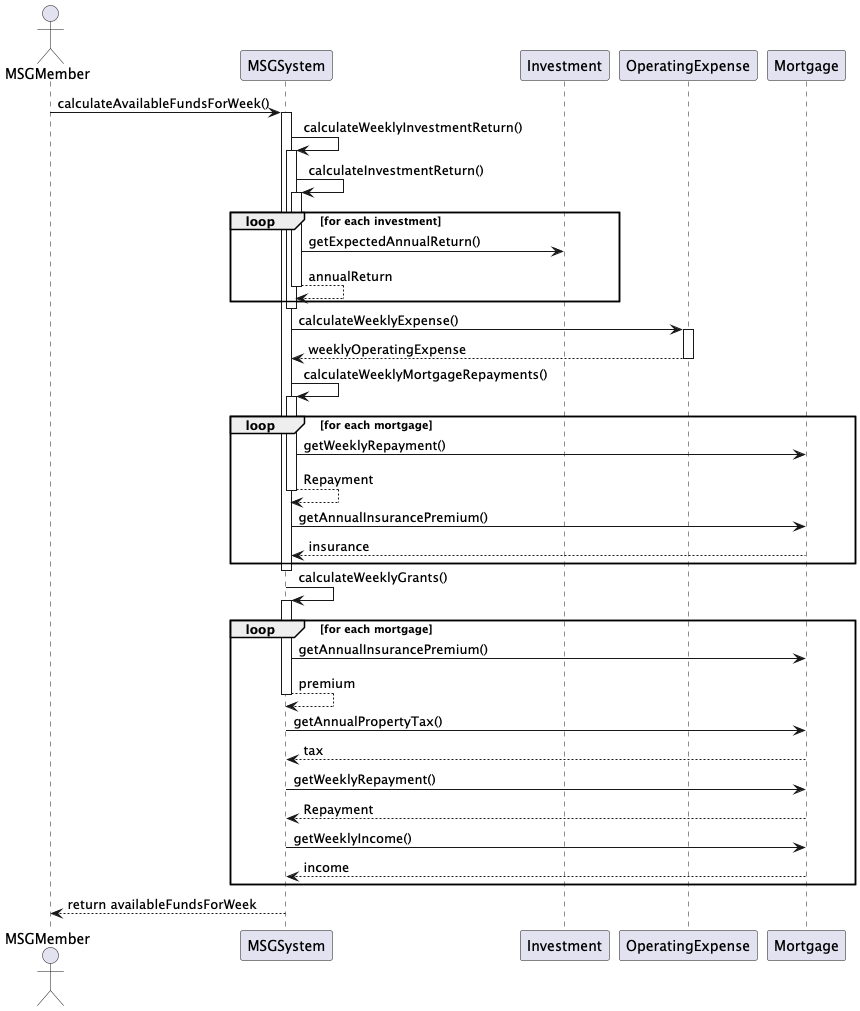 MSGMember
MSGSystem
Investment
OperatingExpense
Mortgage
calculateAvailableFundsForWeek()
calculateWeeklyInvestmentReturn()
calculateInvestmentReturn()
loop
[for each investment]
getExpectedAnnualReturn()
annualReturn
calculateWeeklyExpense()
weeklyOperatingExpense
calculateWeeklyMortgageRepayments()
loop
[for each mortgage]
getWeeklyRepayment()
Repayment
getAnnualInsurancePremium()
insurance
calculateWeeklyGrants()
loop
[for each mortgage]
getAnnualInsurancePremium()
premium
getAnnualPropertyTax()
tax
getWeeklyRepayment()
Repayment
getWeeklyIncome()
income
return availableFundsForWeek
MSGMember
MSGSystem
Investment
OperatingExpense
Mortgage